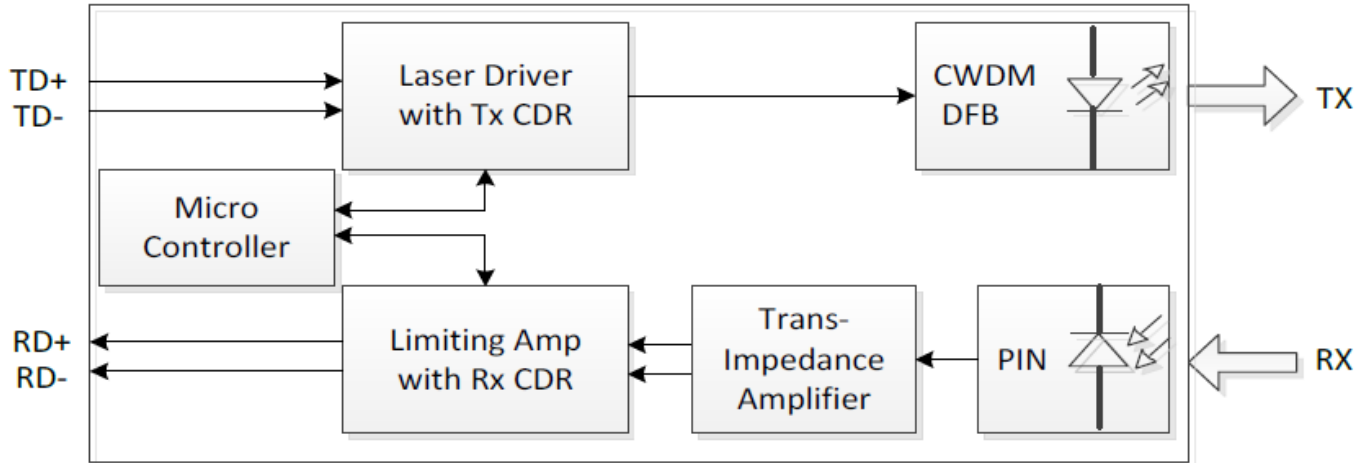 TD+
TD-
Laser Driver
with Tx CDR
CWDM
DFB
TX
Micro
Controller
RD+
RD-
Limiting Amp
with Rx CDR
Trans-
Impedance
Amplifier
PIN
RX